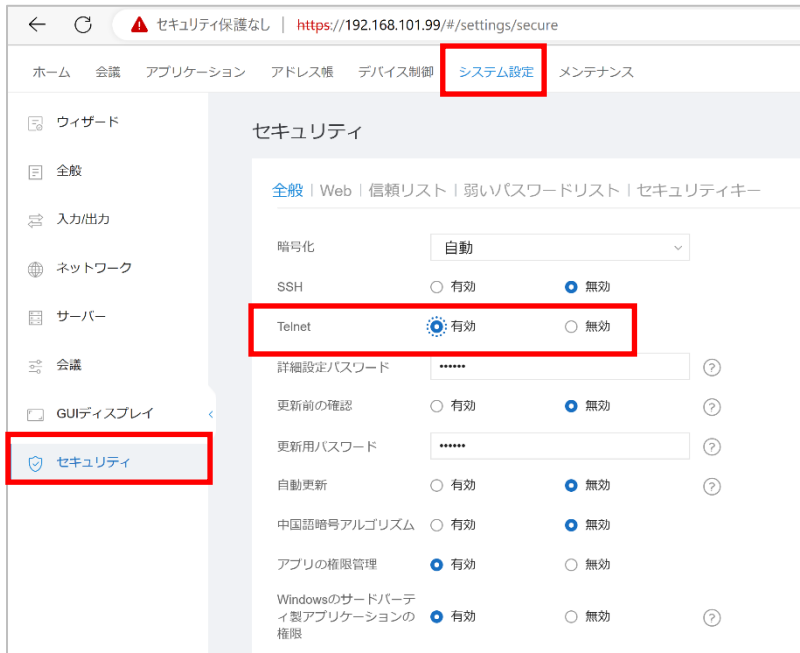 セキュリティ保護なし | https://192.168.101.99/#/settings/secure
ホーム 会議 アプリケーション アドレス帳 デバイス制御 システム設定 メンテナンス
ウィザード
全般
入力/出力
ネットワーク
サーバー
会議
GUIディスプレイ
セキュリティ
セキュリティ
全般 | Web | 信頼リスト | 弱いパスワードリスト | セキュリティキー
暗号化 自動
SSH 有効 無効
Telnet 有効 無効
詳細設定パスワード •••••• ?
更新前の確認 有効 無効 ?
更新用パスワード •••••• ?
自動更新 有効 無効 ?
中国語暗号アルゴリズム 有効 無効
アプリの権限管理 有効 無効
Windowsのサードパーテ
ィ製アプリケーションの 有効 無効 ?
権限